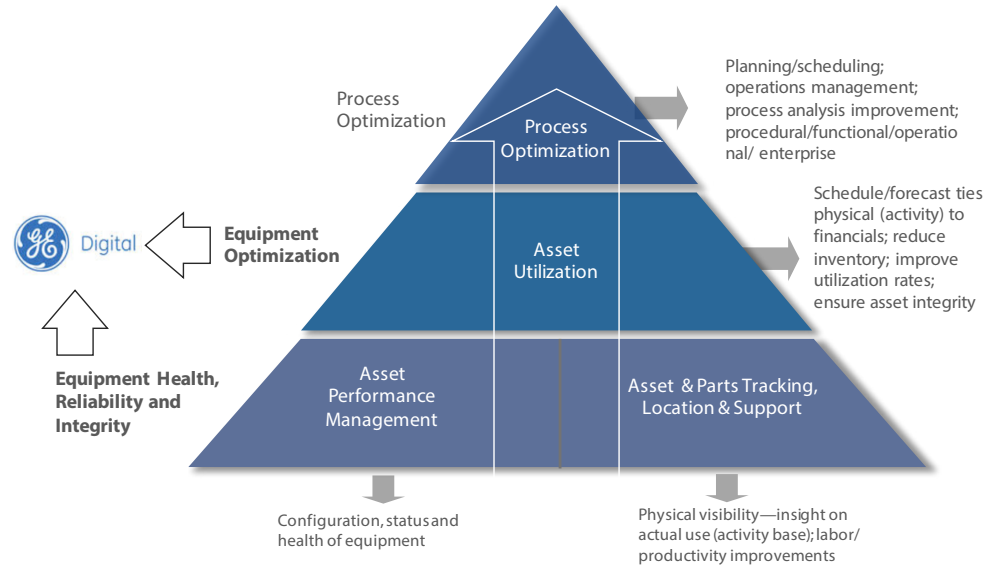 Process
Optimization
Process
Optimization
Planning/scheduling;
operations management;
process analysis improvement;
procedural/functional/operatio
nal/ enterprise
GE Digital
Equipment
Optimization
Asset
Utilization
Schedule/forecast ties
physical (activity) to
financials; reduce
inventory; improve
utilization rates;
ensure asset integrity
Equipment Health,
Reliability and
Integrity
Asset
Performance
Management
Asset & Parts Tracking,
Location & Support
Configuration, status and
health of equipment
Physical visibility—insight on
actual use (activity base); labor/
productivity improvements